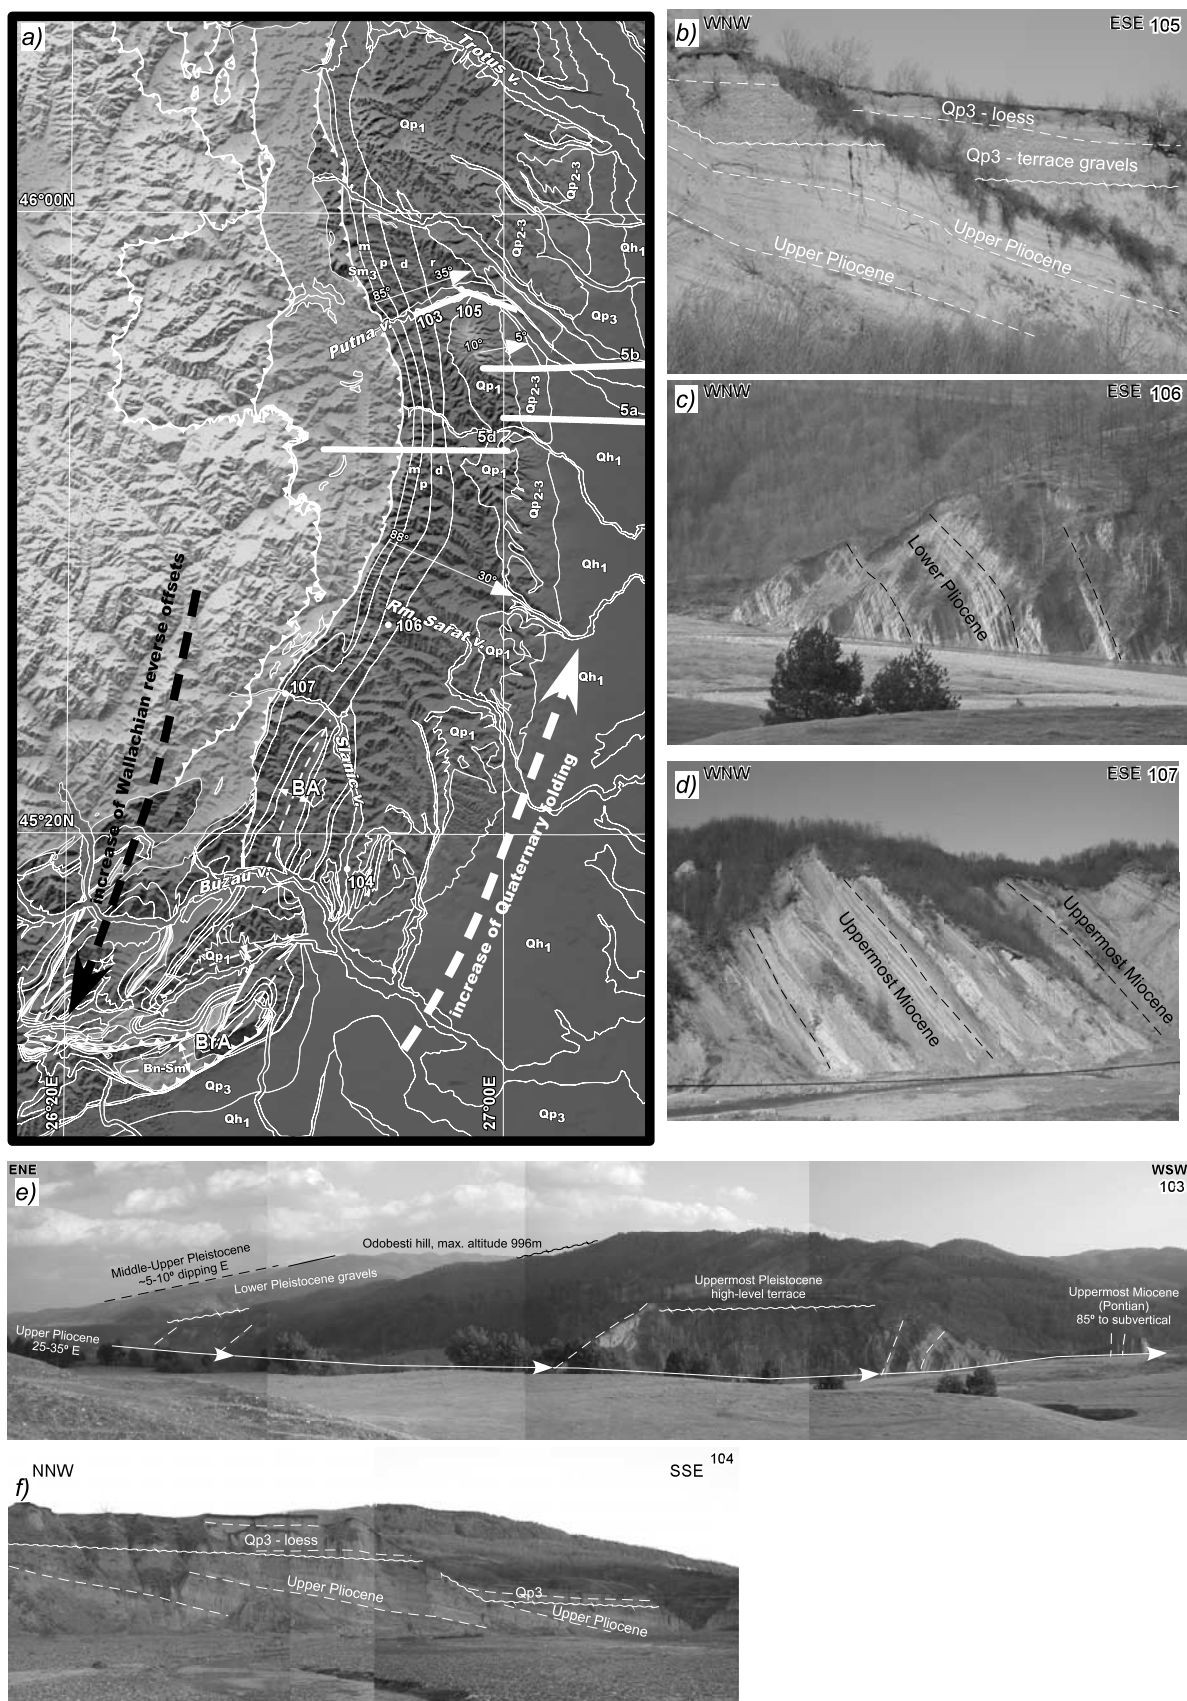 a)
Trotus v.
Qp1
Qp2-3
46°00'N
Qp2-3
Qh1
m
p
d
r
Sm3
35°
85°
103
105
Qp3
Putna v.
10°
5°
5b
Qp1
Qp2-3
5a
5d
Qp1
Qh1
m
d
p
Qp2-3
88°
30°
Qh1
Rm. Sarat v.
106
Qp1
107
Qh1
Qp1
Slanic v.
BA
increase of Wallachian reverse offsets
increase of Quaternary folding
45°20'N
Buzau v.
104
Qp1
Qh1
BrA
Bn-Sm
Qp3
Qh1
Qp3
26°20'E
27°00'E
b)
WNW
ESE 105
Qp3 - loess
Qp3 - terrace gravels
Upper Pliocene
Upper Pliocene
c)
WNW
ESE 106
Lower Pliocene
d)
WNW
ESE 107
Uppermost Miocene
Uppermost Miocene
ENE
WSW
e)
103
Odobesti hill, max. altitude 996m
Middle-Upper Pleistocene
~5-10° dipping E
Lower Pleistocene gravels
Uppermost Pleistocene
high-level terrace
Uppermost Miocene
(Pontian)
85° to subvertical
Upper Pliocene
25-35° E
f)
NNW
SSE 104
Qp3 - loess
Upper Pliocene
Qp3
Upper Pliocene